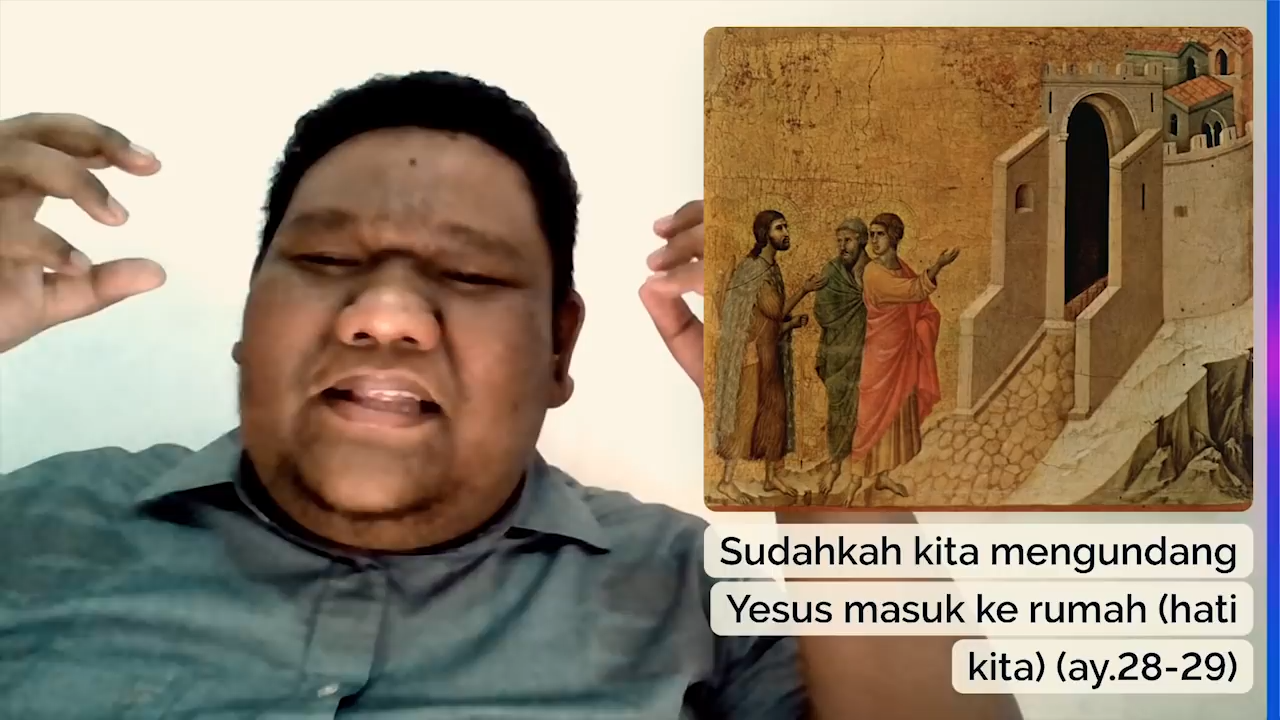 Sudahkah kita mengundang
Yesus masuk ke rumah (hati
kita) (ay.28-29)